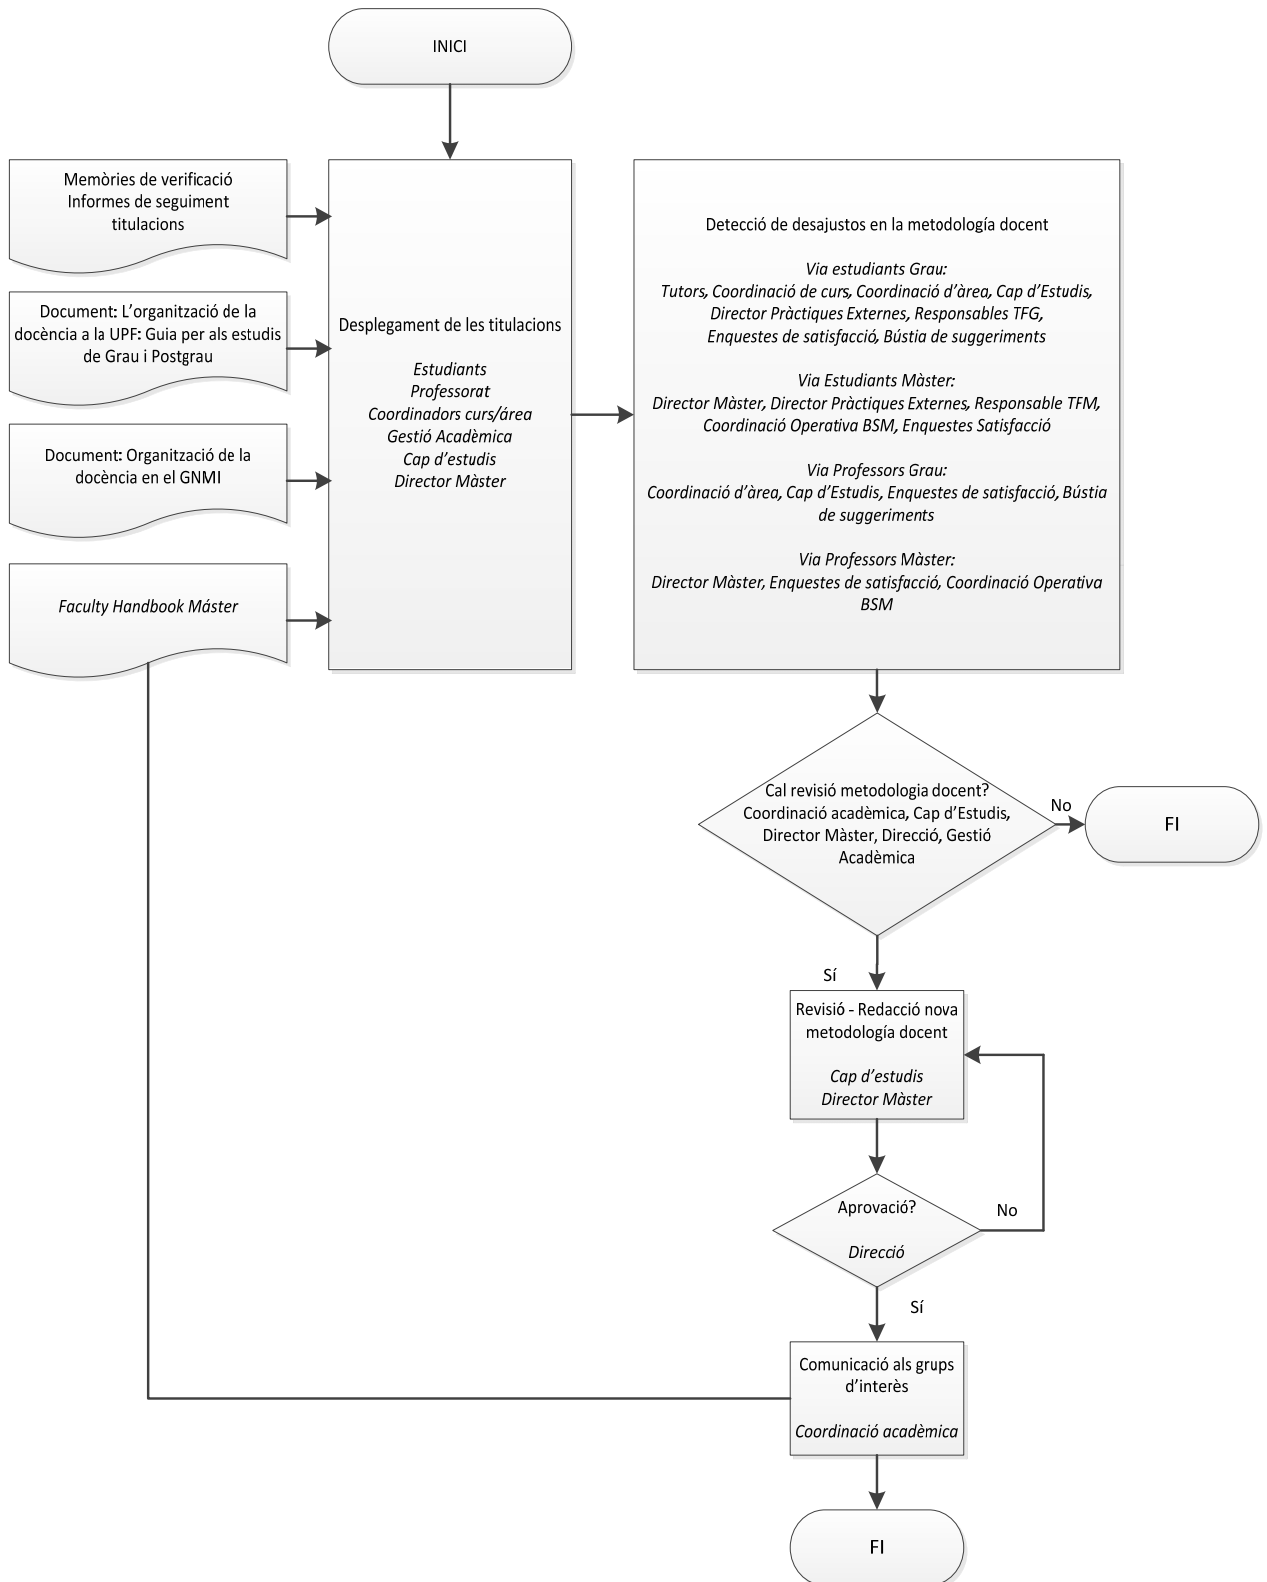 INICI
Memòries de verificació
Informes de seguiment
titulacions
Document: L’organització de la
docència a la UPF: Guia per als estudis
de Grau i Postgrau
Document: Organització de la
docència en el GNMI
Faculty Handbook Máster
Desplegament de les titulacions
Estudiants
Professorat
Coordinadors curs/área
Gestió Acadèmica
Cap d’estudis
Director Màster
Detecció de desajustos en la metodología docent
Via estudiants Grau:
Tutors, Coordinació de curs, Coordinació d’àrea, Cap d’Estudis,
Director Pràctiques Externes, Responsables TFG,
Enquestes de satisfacció, Bústia de suggeriments
Via Estudiants Màster:
Director Màster, Director Pràctiques Externes, Responsable TFM,
Coordinació Operativa BSM, Enquestes Satisfacció
Via Professors Grau:
Coordinació d’àrea, Cap d’Estudis, Enquestes de satisfacció, Bústia
de suggeriments
Via Professors Màster:
Director Màster, Enquestes de satisfacció, Coordinació Operativa
BSM
Cal revisió metodologia docent?
Coordinació acadèmica, Cap d’Estudis,
Director Màster, Direcció, Gestió
Acadèmica
No
FI
Sí
Revisió - Redacció nova
metodología docent
Cap d’estudis
Director Màster
Aprovació?
Direcció
No
Sí
Comunicació als grups
d’interès
Coordinació acadèmica
FI